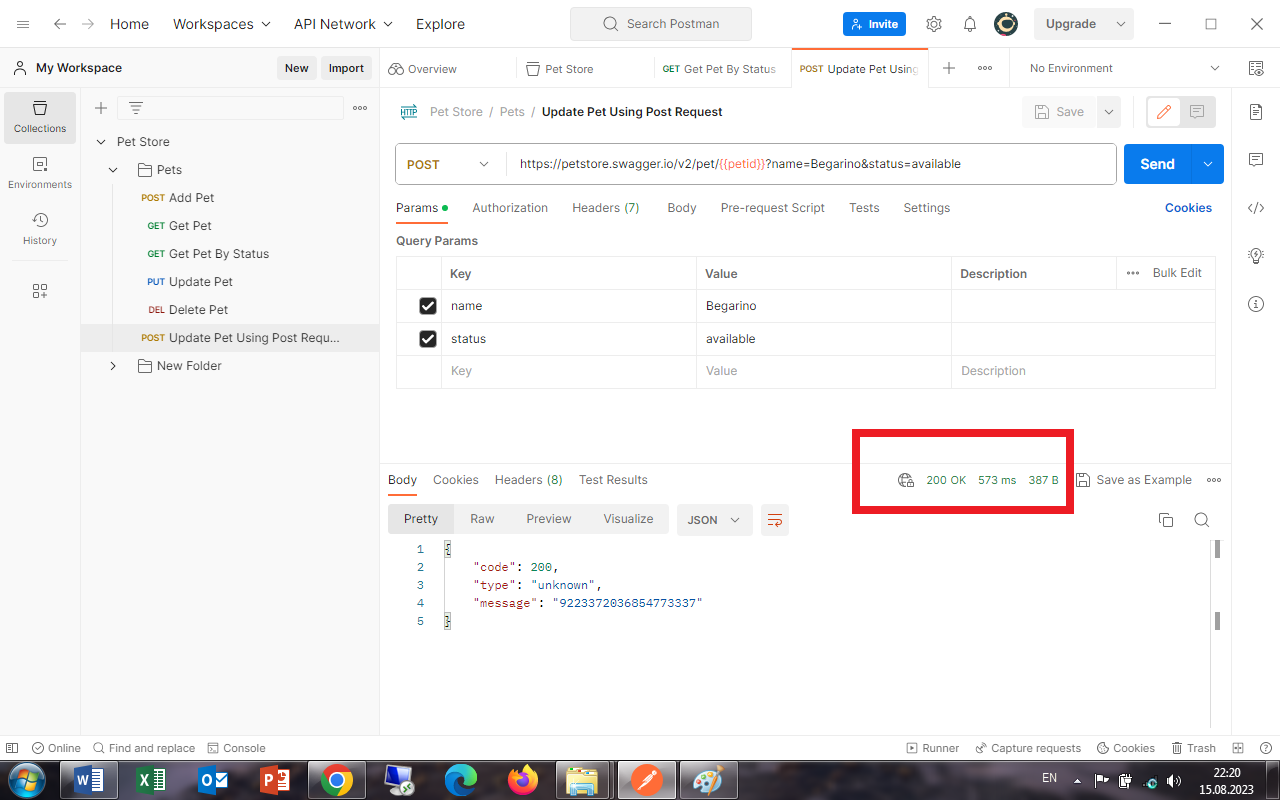 Home Workspaces API Network Explore Search Postman Invite Upgrade
My Workspace New Import Overview Pet Store GET Get Pet By Status POST Update Pet Using No Environment
Collections
Environments
History
Pet Store
Pets
POST Add Pet
GET Get Pet
GET Get Pet By Status
PUT Update Pet
DEL Delete Pet
POST Update Pet Using Post Requ...
New Folder
HTTP Pet Store / Pets / Update Pet Using Post Request Save
POST https://petstore.swagger.io/v2/pet/{{petid}}?name=Begarino&status=available Send
Params Authorization Headers (7) Body Pre-request Script Tests Settings Cookies
Query Params
Key Value Description Bulk Edit
name Begarino
status available
Key Value Description
Body Cookies Headers (8) Test Results 200 OK 573 ms 387 B Save as Example
Pretty Raw Preview Visualize JSON
1 {
2 "code": 200,
3 "type": "unknown",
4 "message": "9223372036854773337"
5 }
Online Find and replace Console Runner Capture requests Cookies Trash
EN 22:20
15.08.2023